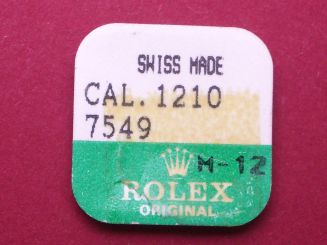 SWISS MADE
CAL. 1210
7549
M-12
ROLEX
ORIGINAL